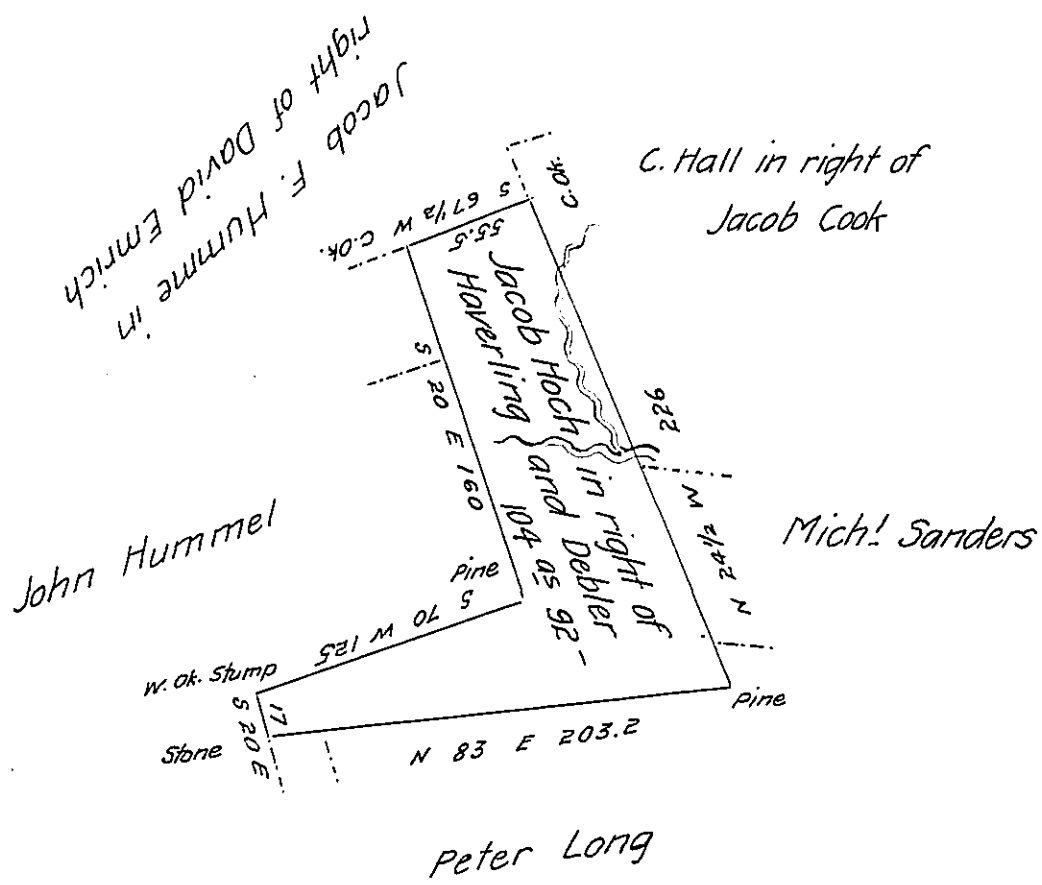 Jacob F. Humme in
right of David Emrich
C. Hall in right of
Jacob Cook
C.Ok.
S 67 1/2 W
55.5
C.Ok.
Jacob Hoch in right of
Haverling and Debler
104 as 92 -
226
N 24 1/2 W
S 20 E 160
John Hummel
Mich! Sanders
Pine
S 70 W 125
W. Ok. Stump
17
S 20 E
Stone
N 83 E 203.2
Pine
Peter Long